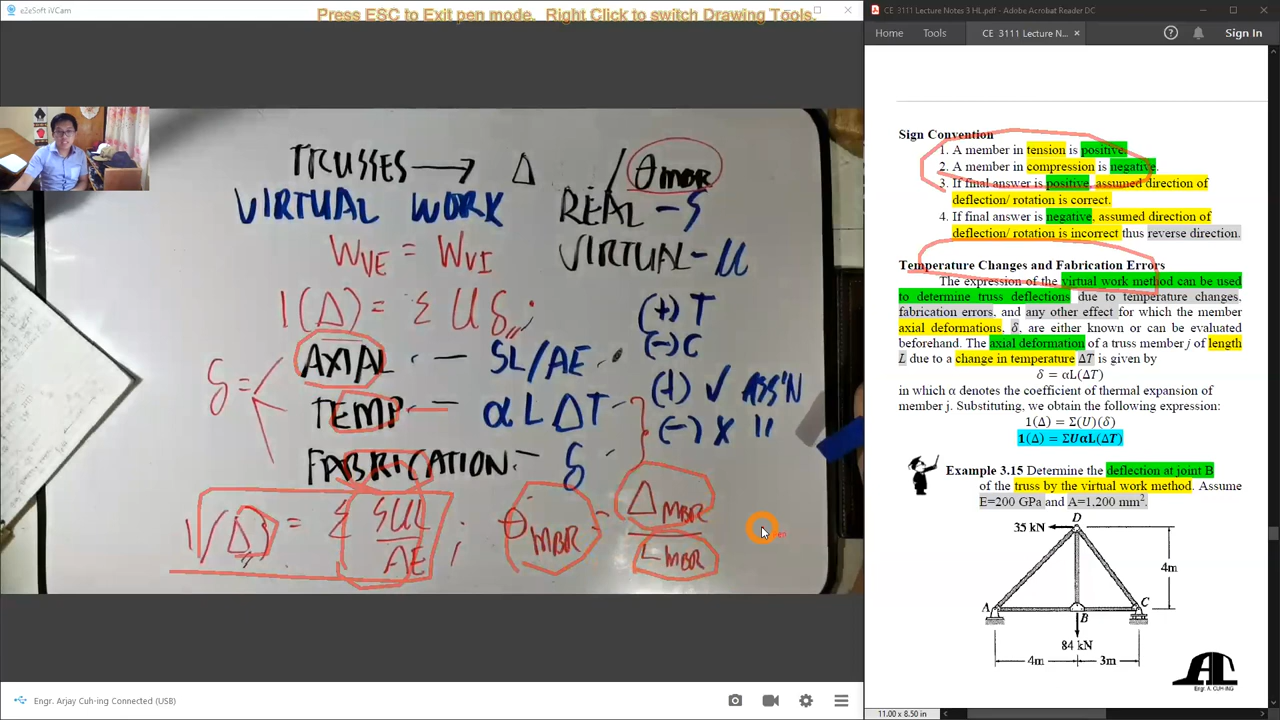 e2eSoft iVCam
Press ESC to Exit pen mode. Right Click to switch Drawing Tools.
TRUSSES → Δ / θMBR
VIRTUAL WORK
REAL - S
WVE = WVI
VIRTUAL - U
1(Δ) = Σ U δ ;
(+) T
(-) C
δ =
AXIAL - SL/AE
TEMP - α L ΔT
(+) ✓ ASS'N
(-) X "
FABRICATION - δ
1(Δ) = Σ SUL / AE ; θMBR = ΔMBR / LMBR
pen
Engr. Arjay Cuh-ing Connected (USB)
CE 3111 Lecture Notes 3 HL.pdf - Adobe Acrobat Reader DC
Home Tools CE 3111 Lecture N... × Sign In
Sign Convention
1. A member in tension is positive.
2. A member in compression is negative.
3. If final answer is positive, assumed direction of
deflection/ rotation is correct.
4. If final answer is negative, assumed direction of
deflection/ rotation is incorrect thus reverse direction.
Temperature Changes and Fabrication Errors
The expression of the virtual work method can be used
to determine truss deflections due to temperature changes,
fabrication errors, and any other effect for which the member
axial deformations, δ, are either known or can be evaluated
beforehand. The axial deformation of a truss member j of length
L due to a change in temperature ΔT is given by
δ = αL(ΔT)
in which α denotes the coefficient of thermal expansion of
member j. Substituting, we obtain the following expression:
1(Δ) = Σ(U)(δ)
1(Δ) = ΣUαL(ΔT)
Example 3.15 Determine the deflection at joint B
of the truss by the virtual work method. Assume
E=200 GPa and A=1,200 mm².
35 kN
D
4m
A
B
C
84 kN
4m
3m
Engr. A. CUH-ING
11.00 x 8.50 in